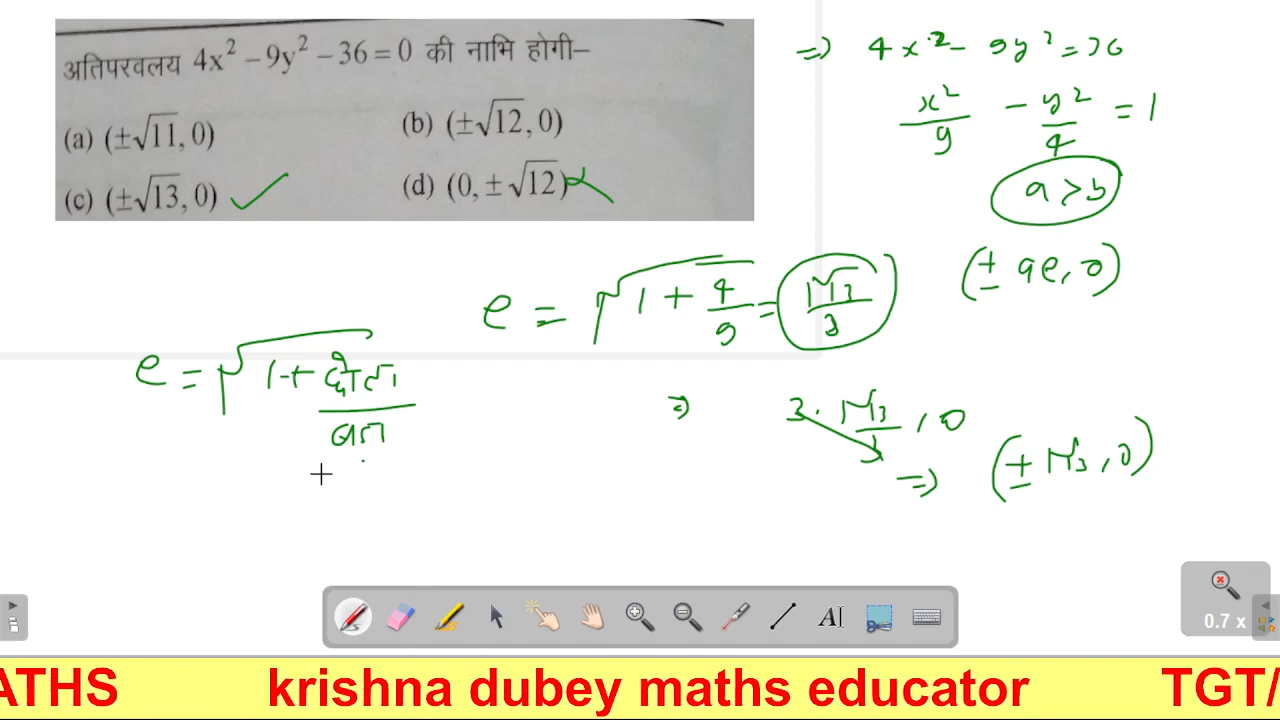 अतिपरवलय 4x² – 9y² – 36 = 0 की नाभि होगी–
(a) (±√11, 0)
(b) (±√12, 0)
(c) (±√13, 0)
(d) (0, ±√12)
=> 4x² – 9y² = 36
x²/9 – y²/4 = 1
a > b
(± ae, 0)
e = √(1 + 4/9) = √13/3
e = √(1 +
=> 3 · √13/3 , 0
=> (± √13, 0)
AI
0.7 x
ATHS krishna dubey maths educator TGT/